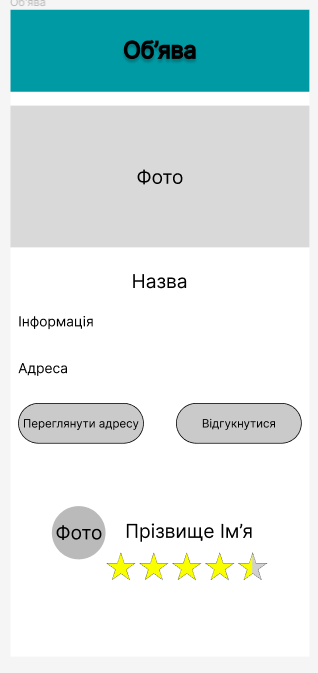 Об'ява
Об’ява
Фото
Назва
Інформація
Адреса
Переглянути адресу
Відгукнутися
Фото
Прізвище Ім’я